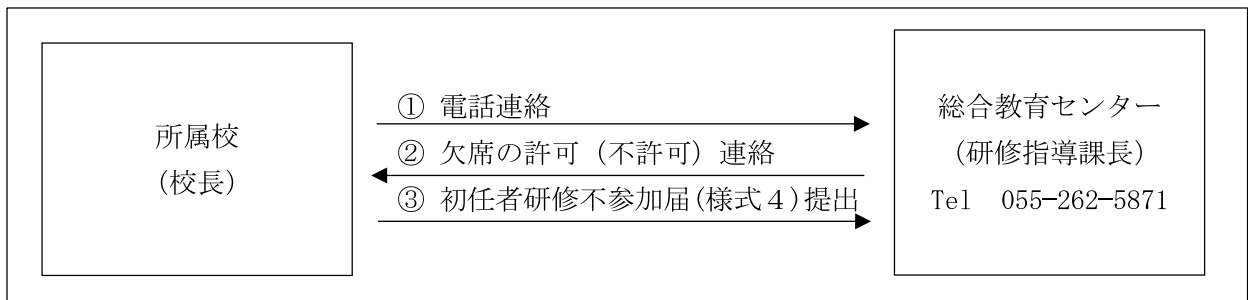 所属校
(校長)
① 電話連絡
② 欠席の許可（不許可）連絡
③ 初任者研修不参加届(様式４)提出
総合教育センター
(研修指導課長)
Tel　055-262-5871